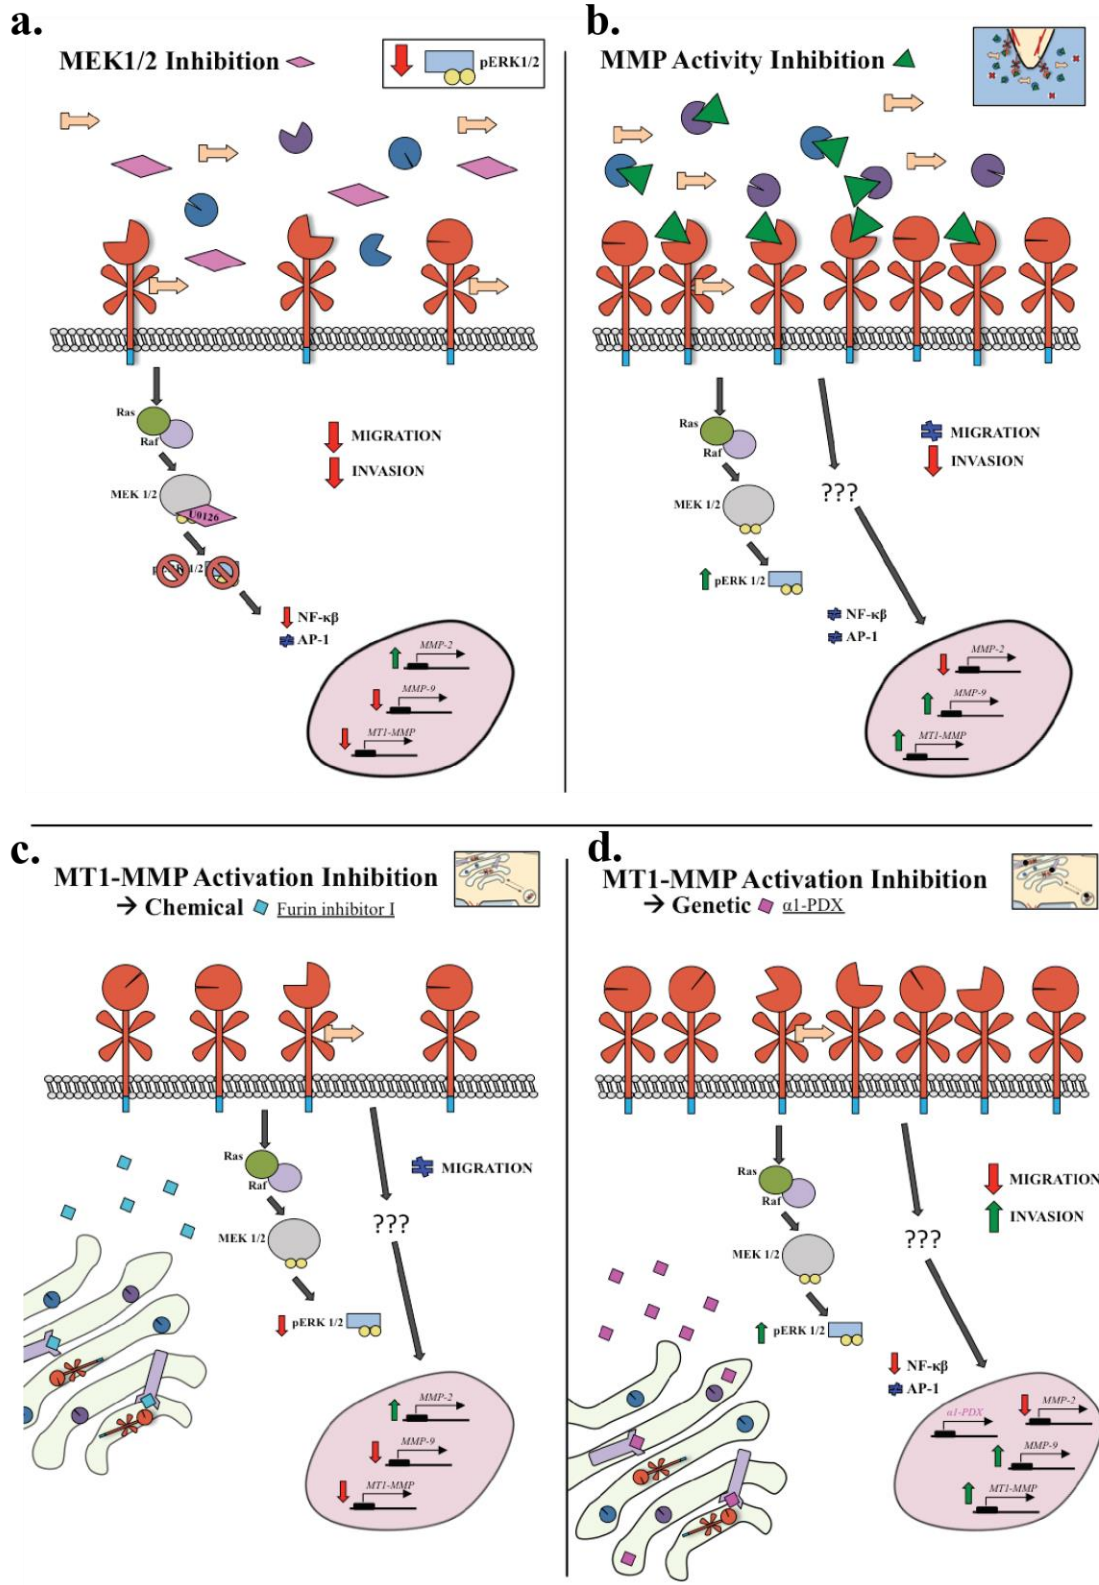 a.
MEK1/2 Inhibition
pERK1/2
Ras
Raf
MEK 1/2
U0126
MIGRATION
INVASION
NF-κβ
AP-1
MMP-2
MMP-9
MT1-MMP
b.
MMP Activity Inhibition
Ras
Raf
MEK 1/2
pERK 1/2
???
MIGRATION
INVASION
NF-κβ
AP-1
MMP-2
MMP-9
MT1-MMP
c.
MT1-MMP Activation Inhibition
→ Chemical
Furin inhibitor I
Ras
Raf
MEK 1/2
pERK 1/2
???
MIGRATION
MMP-2
MMP-9
MT1-MMP
d.
MT1-MMP Activation Inhibition
→ Genetic
α1-PDX
Ras
Raf
MEK 1/2
pERK 1/2
???
MIGRATION
INVASION
NF-κβ
AP-1
α1-PDX
MMP-2
MMP-9
MT1-MMP